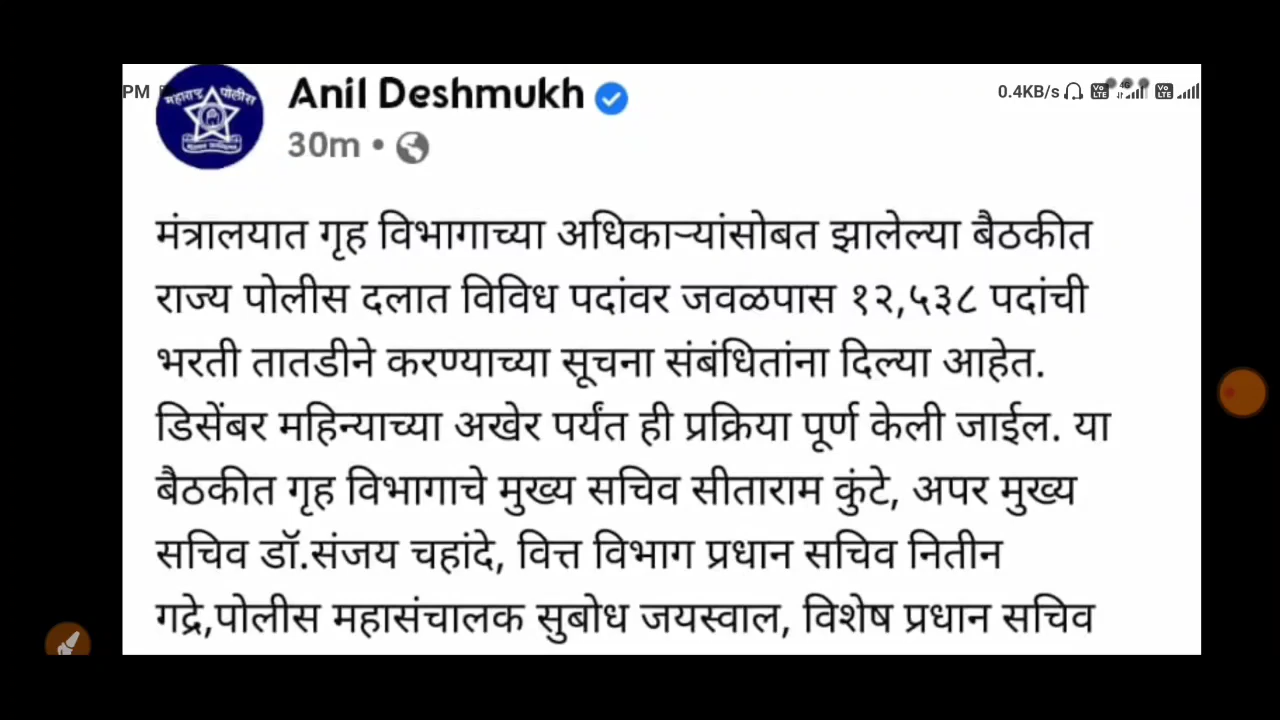 PM
0.4KB/s
महाराष्ट्र पोलीस
Anil Deshmukh
30m •
मंत्रालयात गृह विभागाच्या अधिकाऱ्यांसोबत झालेल्या बैठकीत
राज्य पोलीस दलात विविध पदांवर जवळपास १२,५३८ पदांची
भरती तातडीने करण्याच्या सूचना संबंधितांना दिल्या आहेत.
डिसेंबर महिन्याच्या अखेर पर्यंत ही प्रक्रिया पूर्ण केली जाईल. या
बैठकीत गृह विभागाचे मुख्य सचिव सीताराम कुंटे, अपर मुख्य
सचिव डॉ.संजय चहांदे, वित्त विभाग प्रधान सचिव नितीन
गद्रे,पोलीस महासंचालक सुबोध जयस्वाल, विशेष प्रधान सचिव